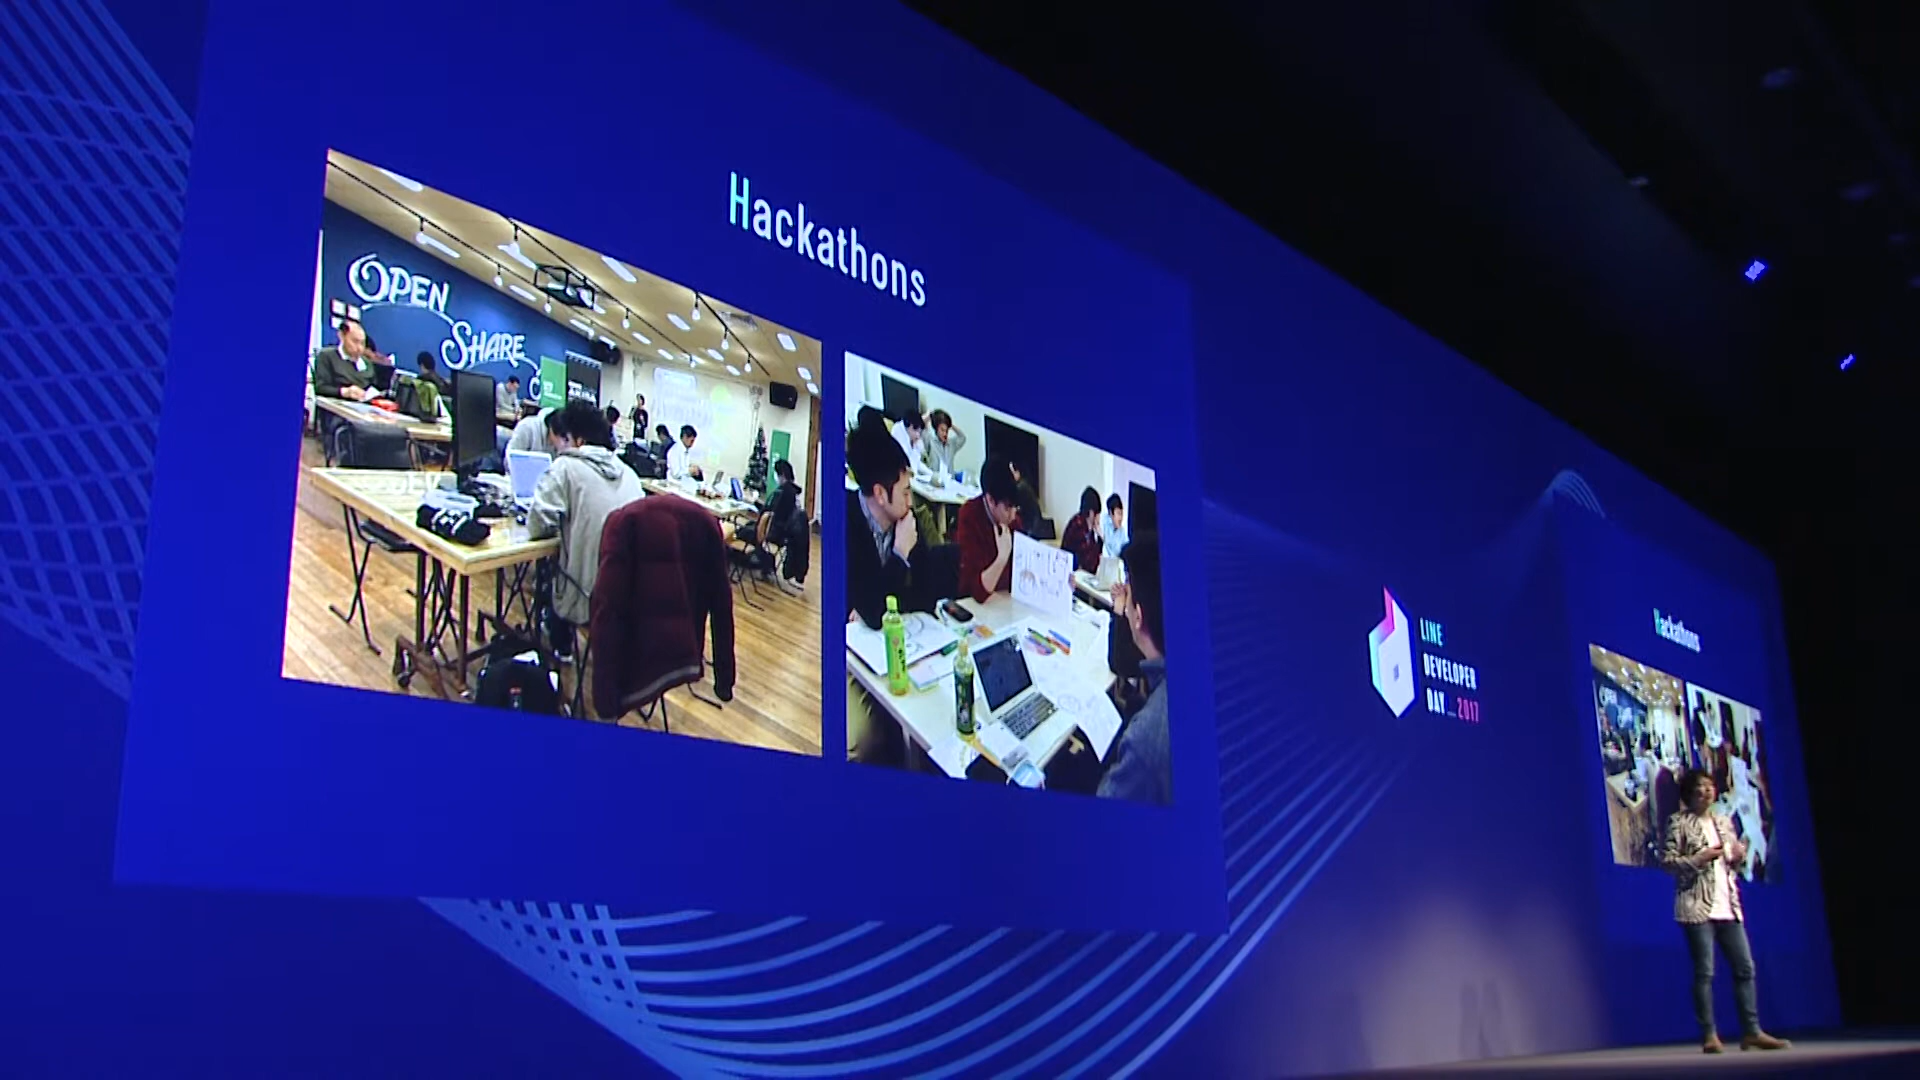 Hackathons
OPEN
SHARE
LINE
DEVELOPER
DAY_2017
Hackathons